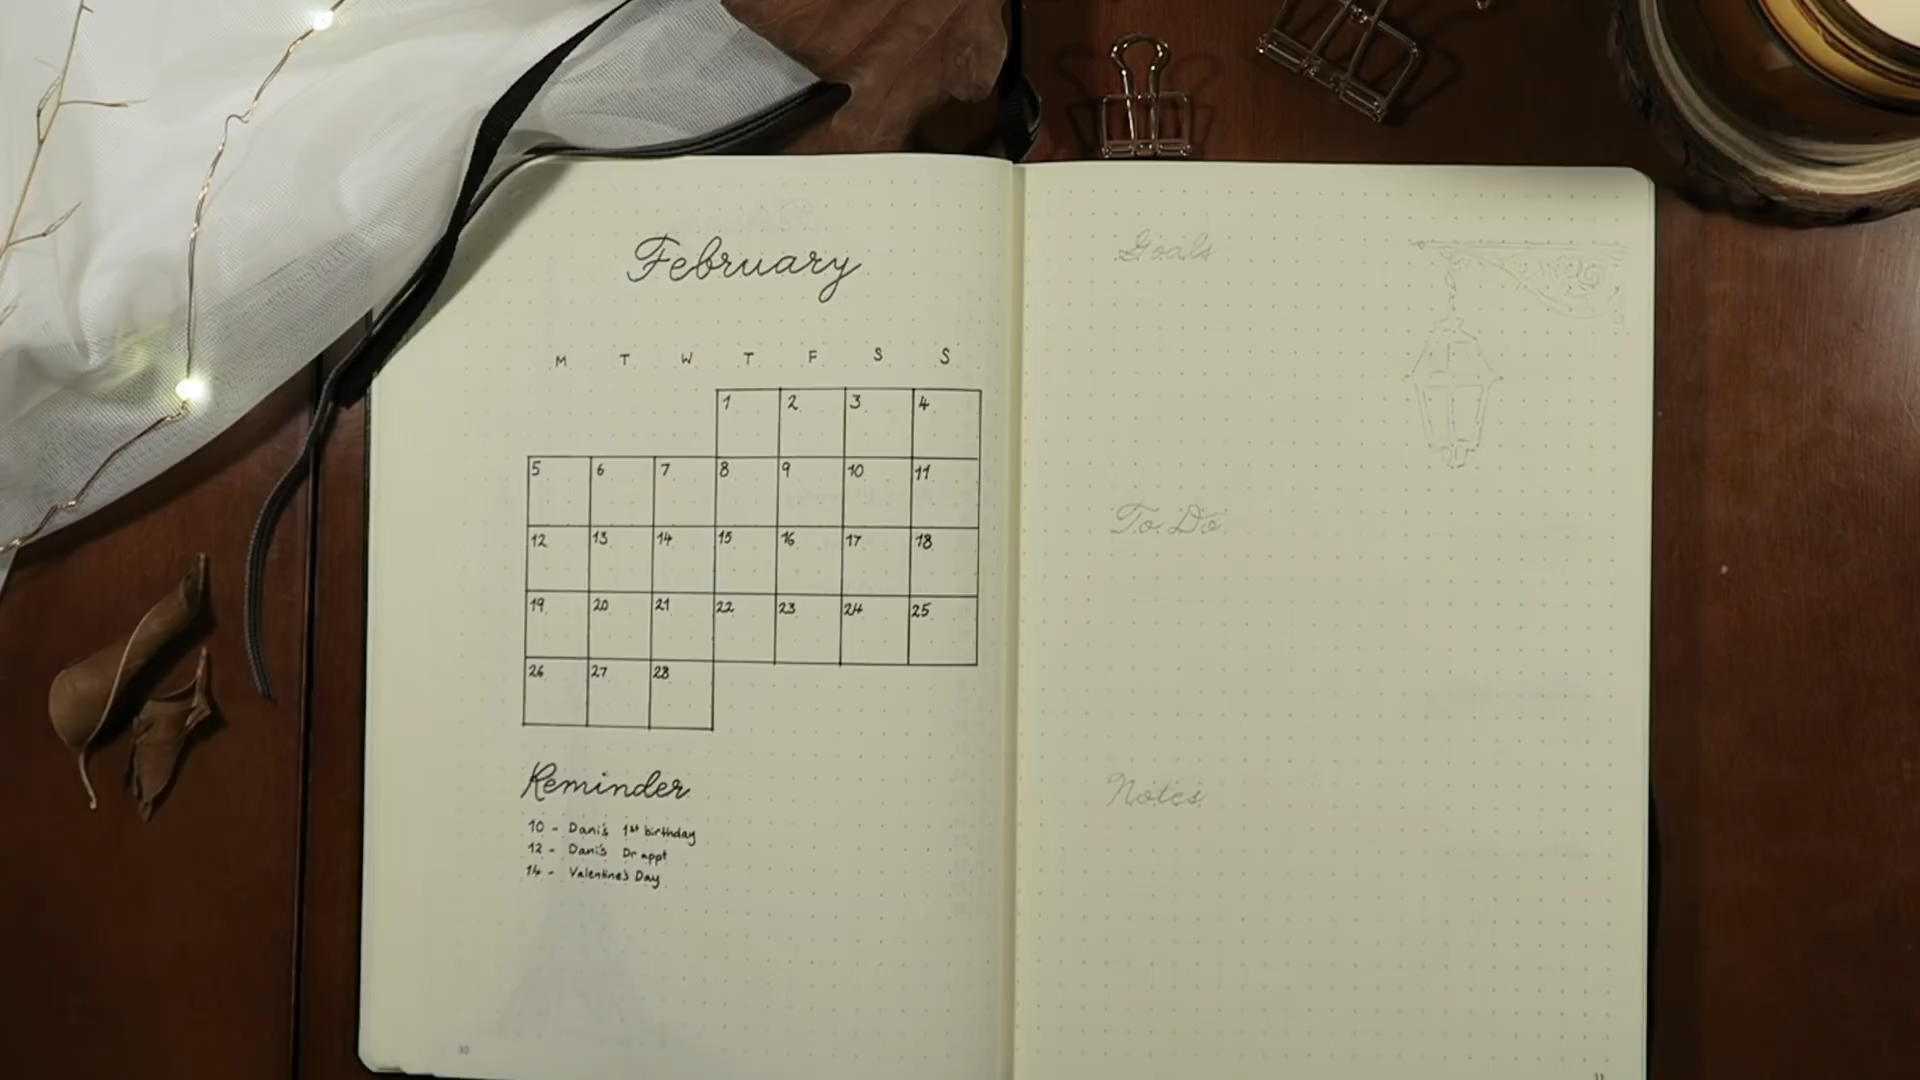 February
M T W T F S S
1 2 3 4
5 6 7 8 9 10 11
12 13 14 15 16 17 18
19 20 21 22 23 24 25
26 27 28
Reminder
10 - Dani's 1st birthday
12 - Dani's Dr appt
14 - Valentine's Day
Goals
To Do
Notes